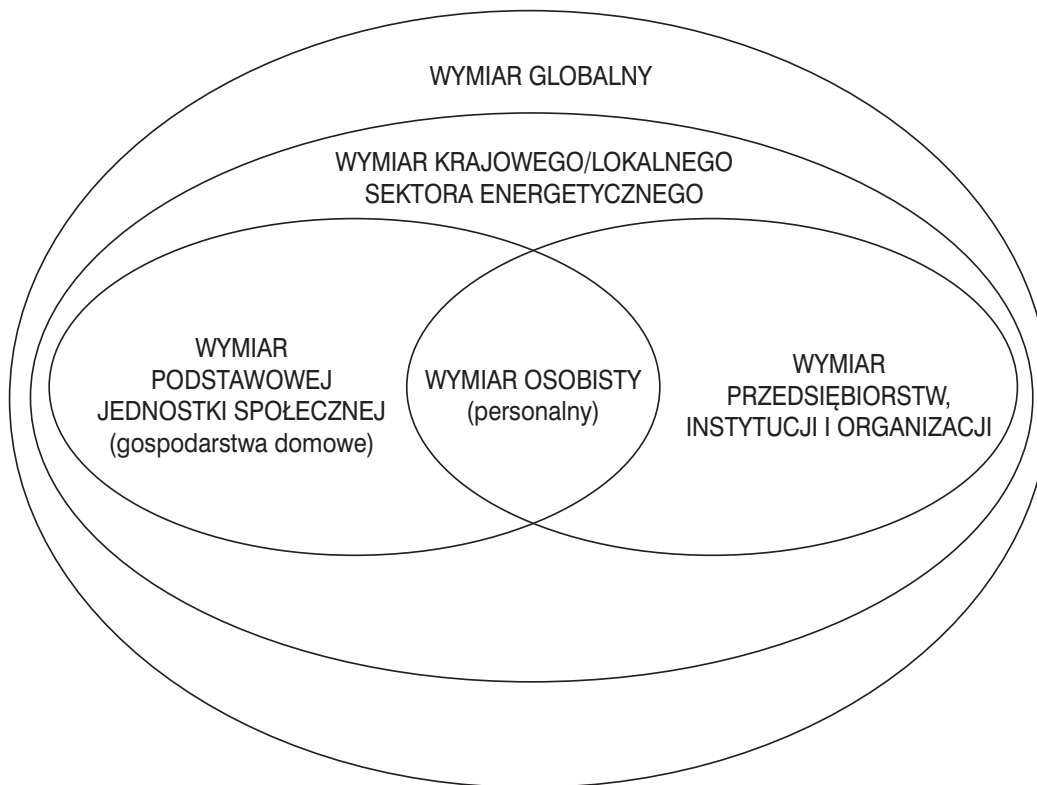 WYMIAR GLOBALNY
WYMIAR KRAJOWEGO/LOKALNEGO
SEKTORA ENERGETYCZNEGO
WYMIAR
PODSTAWOWEJ
JEDNOSTKI SPOŁECZNEJ
(gospodarstwa domowe)
WYMIAR OSOBISTY
(personalny)
WYMIAR
PRZEDSIĘBIORSTW,
INSTYTUCJI I ORGANIZACJI